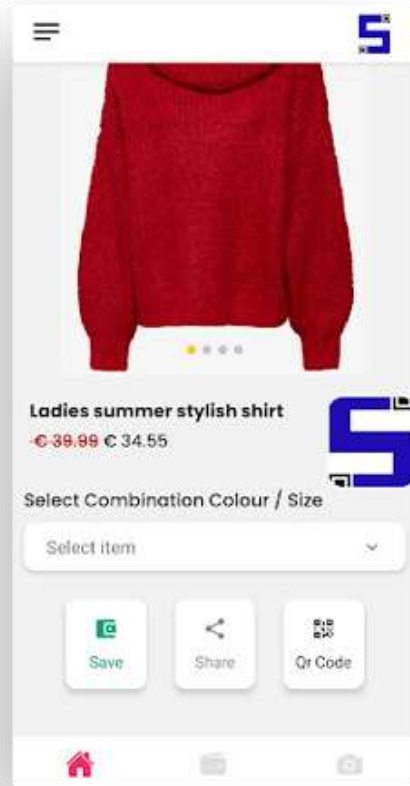 Ladies summer stylish shirt
€ 39.99 € 34.55
Select Combination Colour / Size
Select item
Save
Share
Qr Code